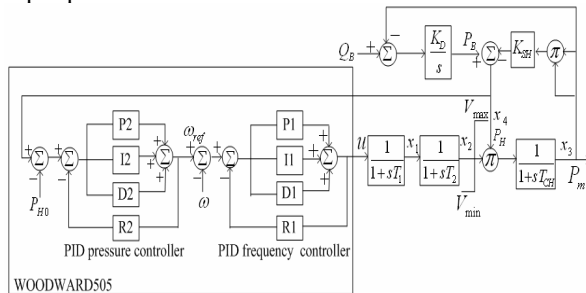 Q_B
+
−
Σ
K_D
s
P_B
+
Σ
−
K_SH
π
V_max
x_4
P_H
+
Σ
−
P_H0
+
Σ
−
P2
I2
D2
R2
+
+
+
Σ
ω_ref
+
Σ
−
ω
+
Σ
−
P1
I1
D1
R1
+
+
+
Σ
u
1
1+sT_1
x_1
1
1+sT_2
x_2
V_min
π
1
1+sT_CH
x_3
P_m
PID pressure controller
PID frequency controller
WOODWARD505